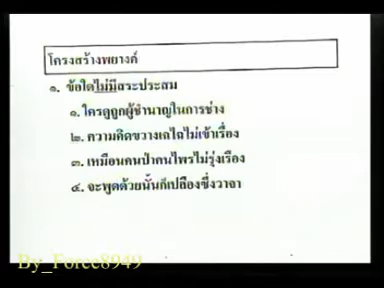 โครงสร้างพยางค์
๑. ข้อใดไม่มีสระประสม
๑. ใครดูถูกผู้ชำนาญในการช่าง
๒. ความคิดขวางเฉไฉไม่เข้าเรื่อง
๓. เหมือนคนป่าคนไพรไม่รุ่งเรือง
๔. จะพูดด้วยนั้นก็เปลืองซึ่งวาจา
By_Force8949